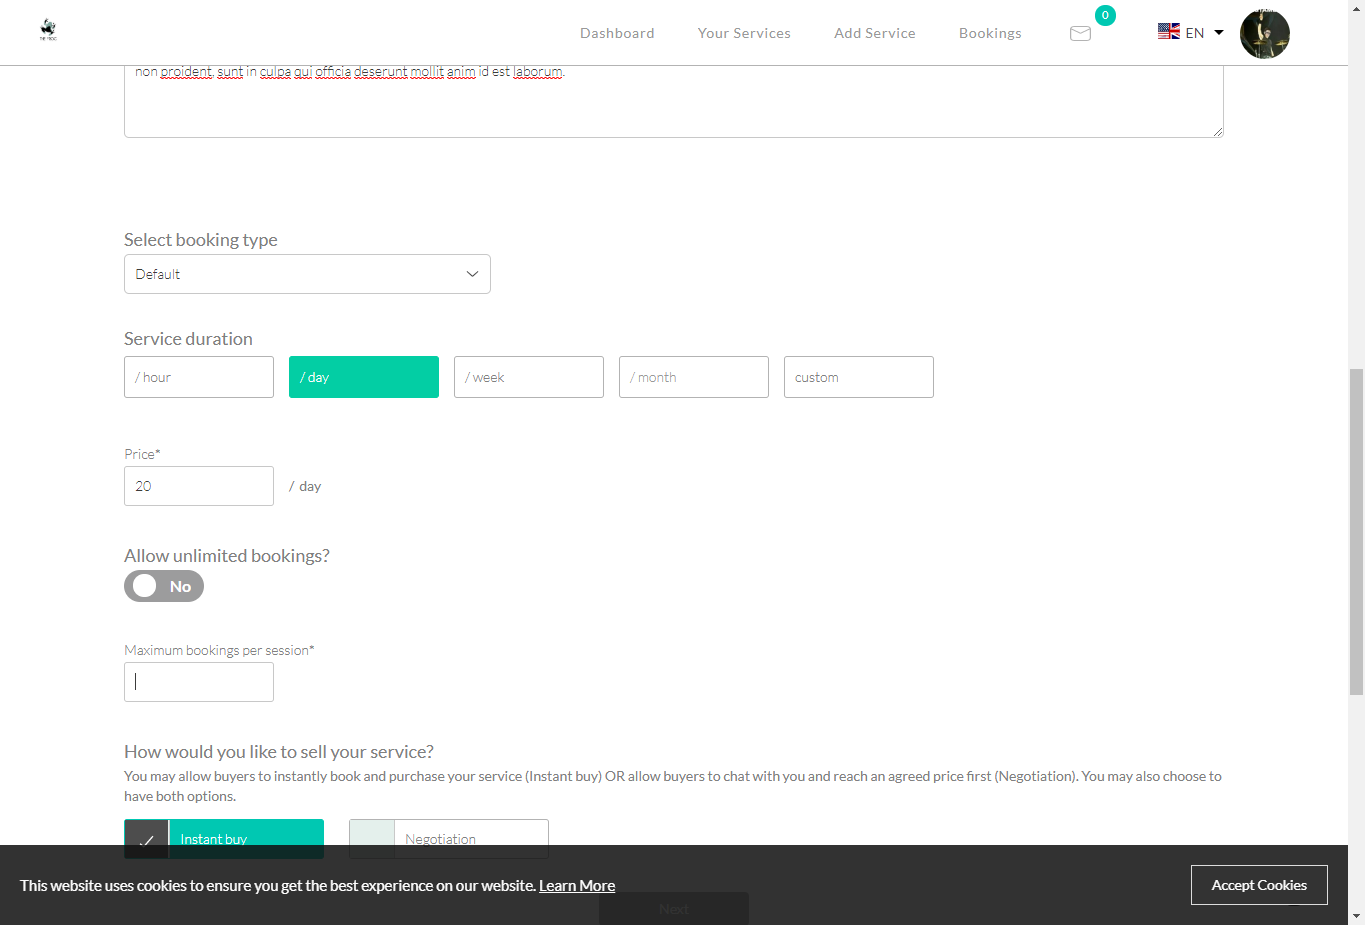 Dashboard
Your Services
Add Service
Bookings
0
EN
non proident, sunt in culpa qui officia deserunt mollit anim id est laborum.
Select booking type
Default
Service duration
/ hour
/ day
/ week
/ month
custom
Price*
20
/ day
Allow unlimited bookings?
No
Maximum bookings per session*
How would you like to sell your service?
You may allow buyers to instantly book and purchase your service (Instant buy) OR allow buyers to chat with you and reach an agreed price first (Negotiation). You may also choose to
have both options.
Instant buy
Negotiation
This website uses cookies to ensure you get the best experience on our website. Learn More
Accept Cookies
Next